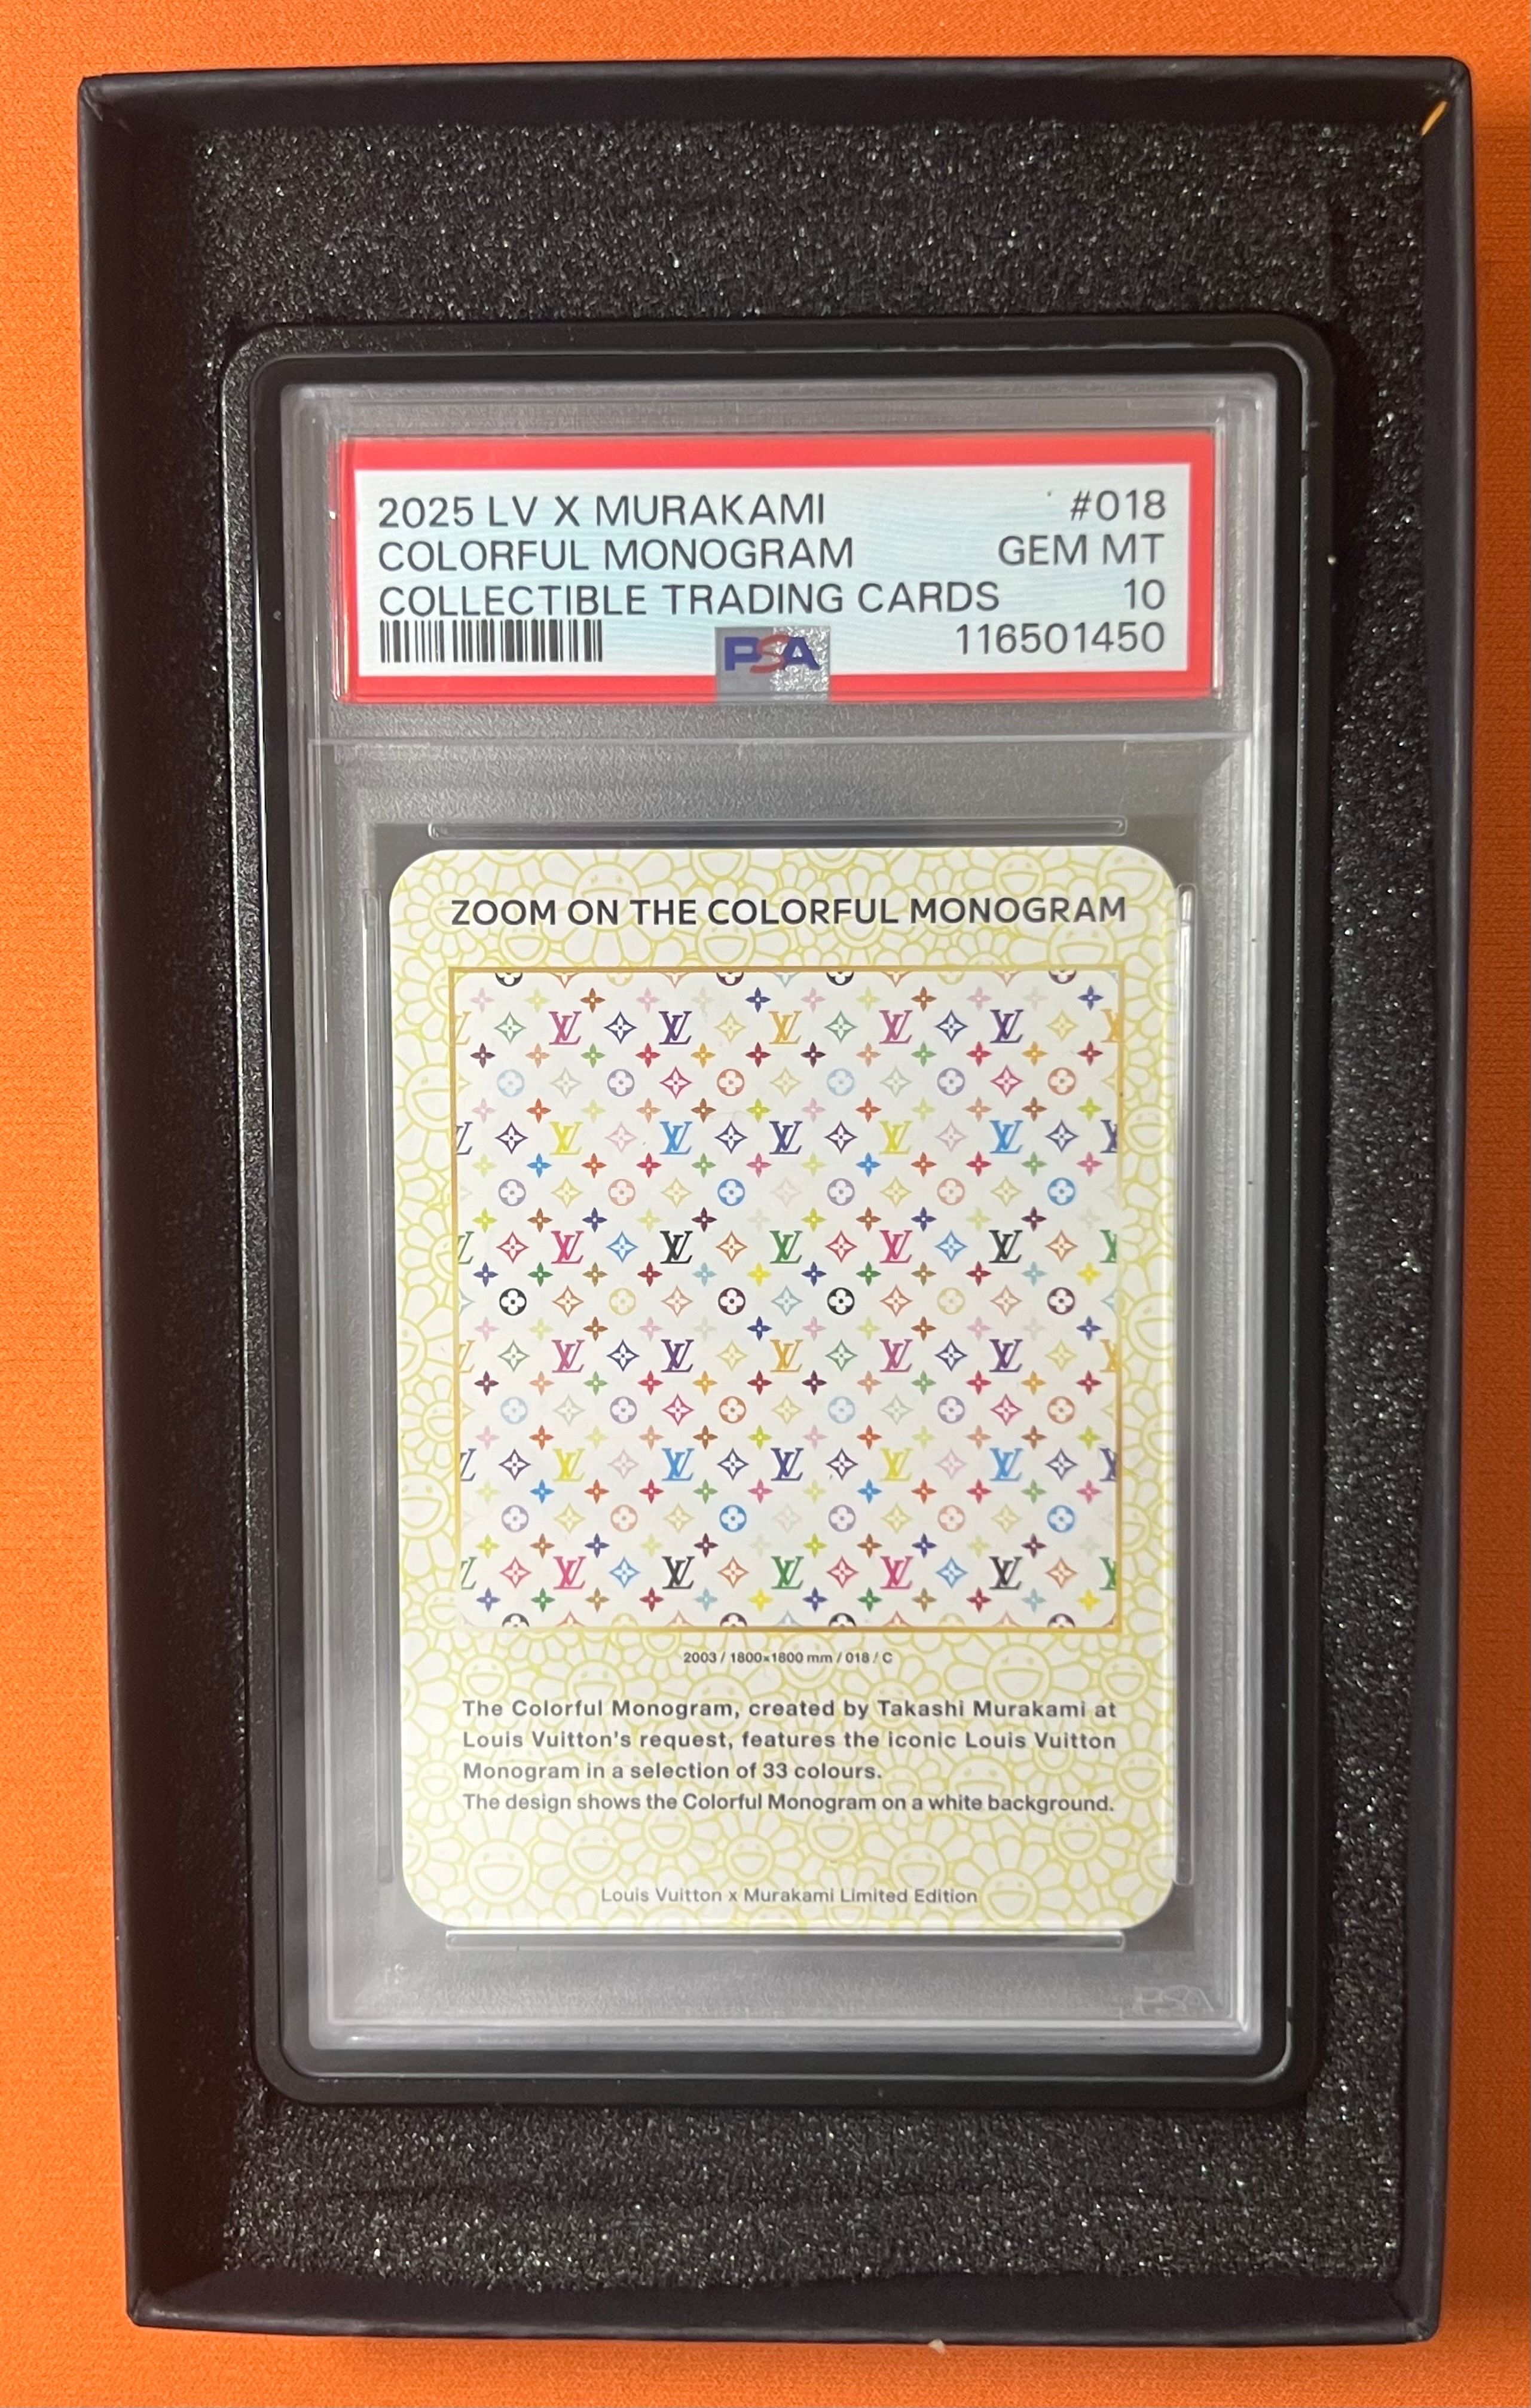 2025 LV X MURAKAMI #018
COLORFUL MONOGRAM GEM MT
COLLECTIBLE TRADING CARDS 10
PSA 116501450
ZOOM ON THE COLORFUL MONOGRAM
2003 / 1800×1800 mm / 018 / C
The Colorful Monogram, created by Takashi Murakami at
Louis Vuitton's request, features the iconic Louis Vuitton
Monogram in a selection of 33 colours.
The design shows the Colorful Monogram on a white background.
Louis Vuitton x Murakami Limited Edition
PSA